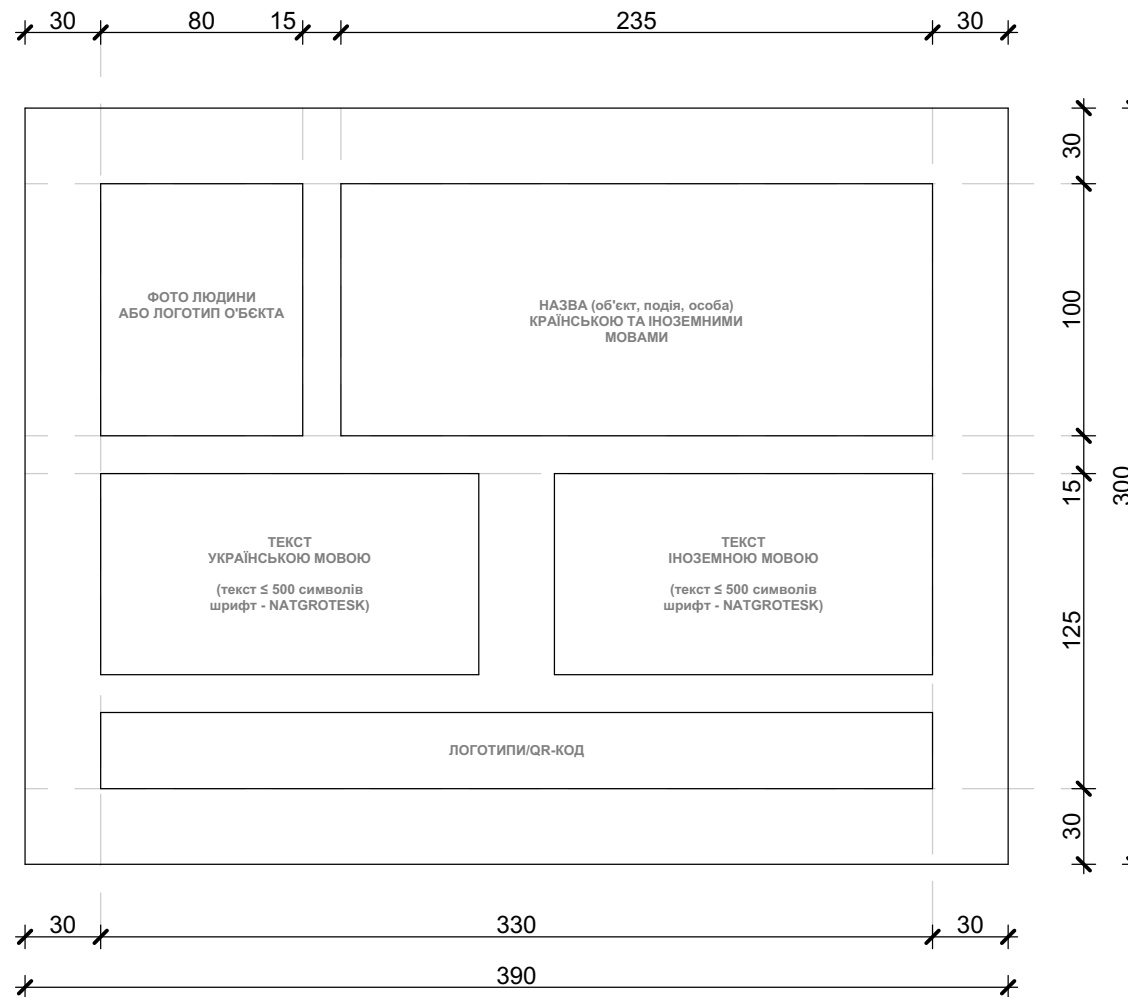 30 80 15 235 30
30
ФОТО ЛЮДИНИ
АБО ЛОГОТИП О'БЄКТА
НАЗВА (об'єкт, подія, особа)
КРАЇНСЬКОЮ ТА ІНОЗЕМНИМИ
МОВАМИ
100
15
300
ТЕКСТ
УКРАЇНСЬКОЮ МОВОЮ
(текст ≤ 500 символів
шрифт - NATGROTESK)
ТЕКСТ
ІНОЗЕМНОЮ МОВОЮ
(текст ≤ 500 символів
шрифт - NATGROTESK)
125
ЛОГОТИПИ/QR-КОД
30
30 330 30
390